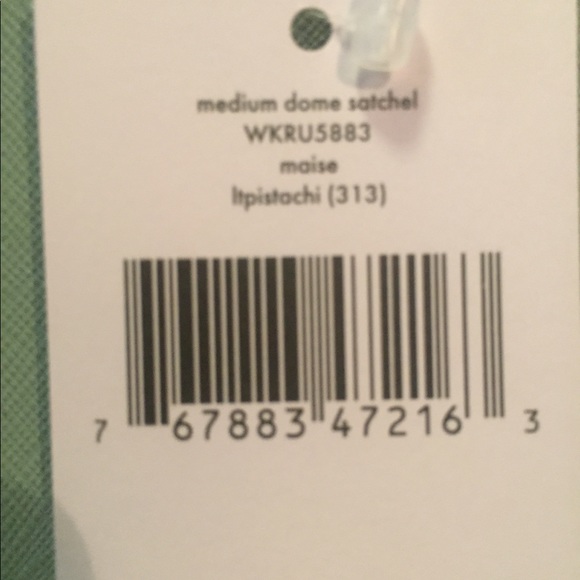 medium dome satchel
WKRU5883
maise
ltpistachi (313)
7 67883 47216 3